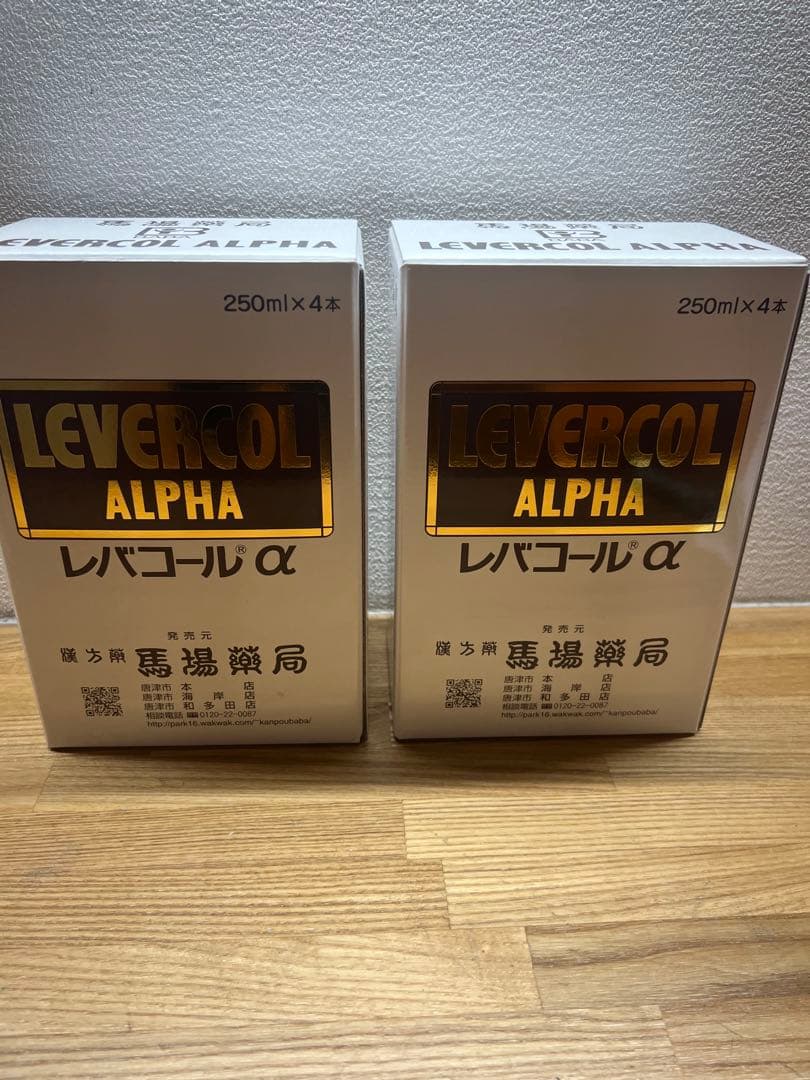 馬場薬局
LEVERCOL ALPHA
250ml×4本
LEVERCOL
ALPHA
レバコール®α
発売元
漢方薬 馬場薬局
唐津市 本店
唐津市 海岸店
唐津市 和多田店
相談電話 ☎0120-22-0087
http://park16.wakwak.com/~kanpoubaba/
馬場薬局
LEVERCOL ALPHA
250ml×4本
LEVERCOL
ALPHA
レバコール®α
発売元
漢方薬 馬場薬局
唐津市 本店
唐津市 海岸店
唐津市 和多田店
相談電話 ☎0120-22-0087
http://park16.wakwak.com/~kanpoubaba/